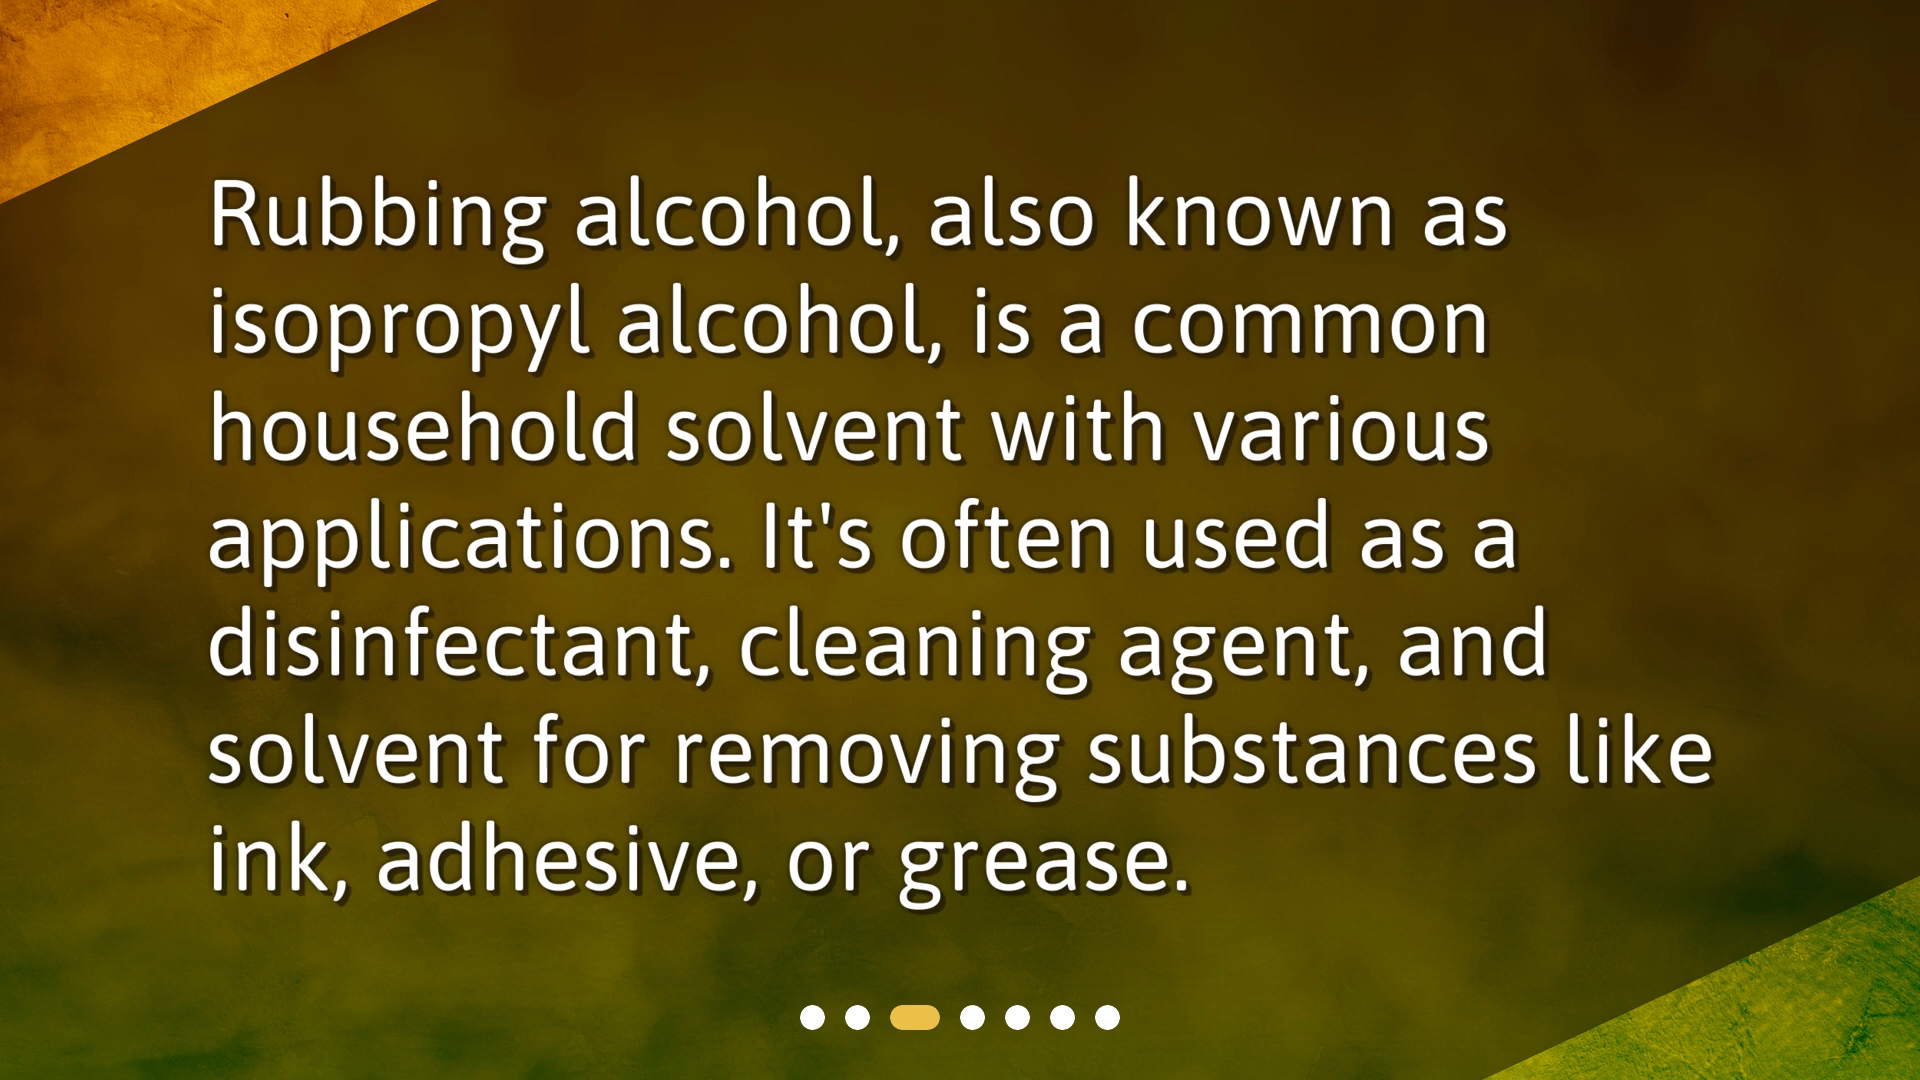 Rubbing alcohol, also known as
isopropyl alcohol, is a common
household solvent with various
applications. It's often used as a
disinfectant, cleaning agent, and
solvent for removing substances like
ink, adhesive, or grease.